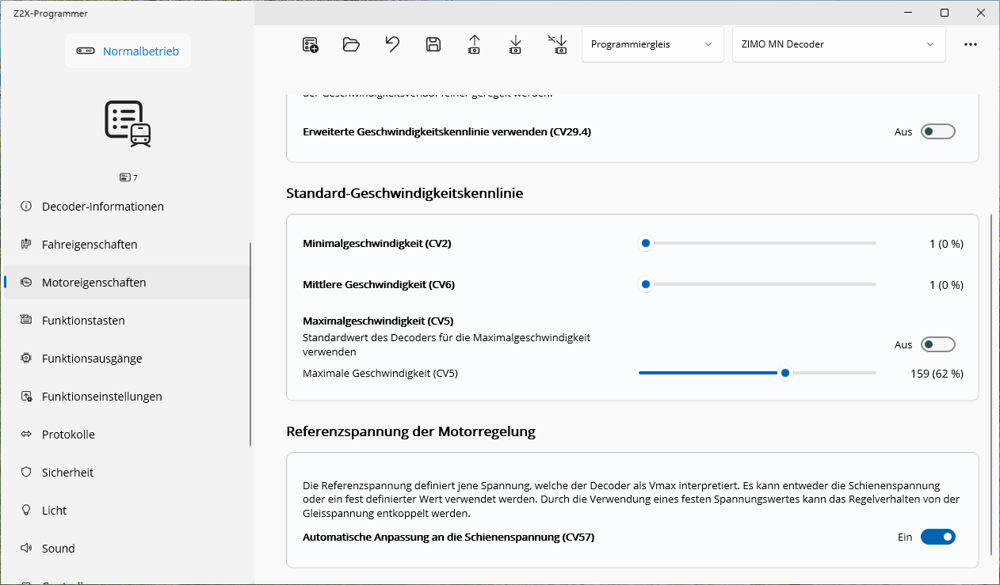 Z2X-Programmer
Normalbetrieb
Programmiergleis
ZIMO MN Decoder
7
Decoder-Informationen
Fahreigenschaften
Motoreigenschaften
Funktionstasten
Funktionsausgänge
Funktionseinstellungen
Protokolle
Sicherheit
Licht
Sound
der Geschwindigkeitsverlauf feiner geregelt werden.
Erweiterte Geschwindigkeitskennlinie verwenden (CV29.4)
Aus
Standard-Geschwindigkeitskennlinie
Minimalgeschwindigkeit (CV2)
1 (0 %)
Mittlere Geschwindigkeit (CV6)
1 (0 %)
Maximalgeschwindigkeit (CV5)
Standardwert des Decoders für die Maximalgeschwindigkeit
verwenden
Aus
Maximale Geschwindigkeit (CV5)
159 (62 %)
Referenzspannung der Motorregelung
Die Referenzspannung definiert jene Spannung, welche der Decoder als Vmax interpretiert. Es kann entweder die Schienenspannung
oder ein fest definierter Wert verwendet werden. Durch die Verwendung eines festen Spannungswertes kann das Regelverhalten von der
Gleisspannung entkoppelt werden.
Automatische Anpassung an die Schienenspannung (CV57)
Ein